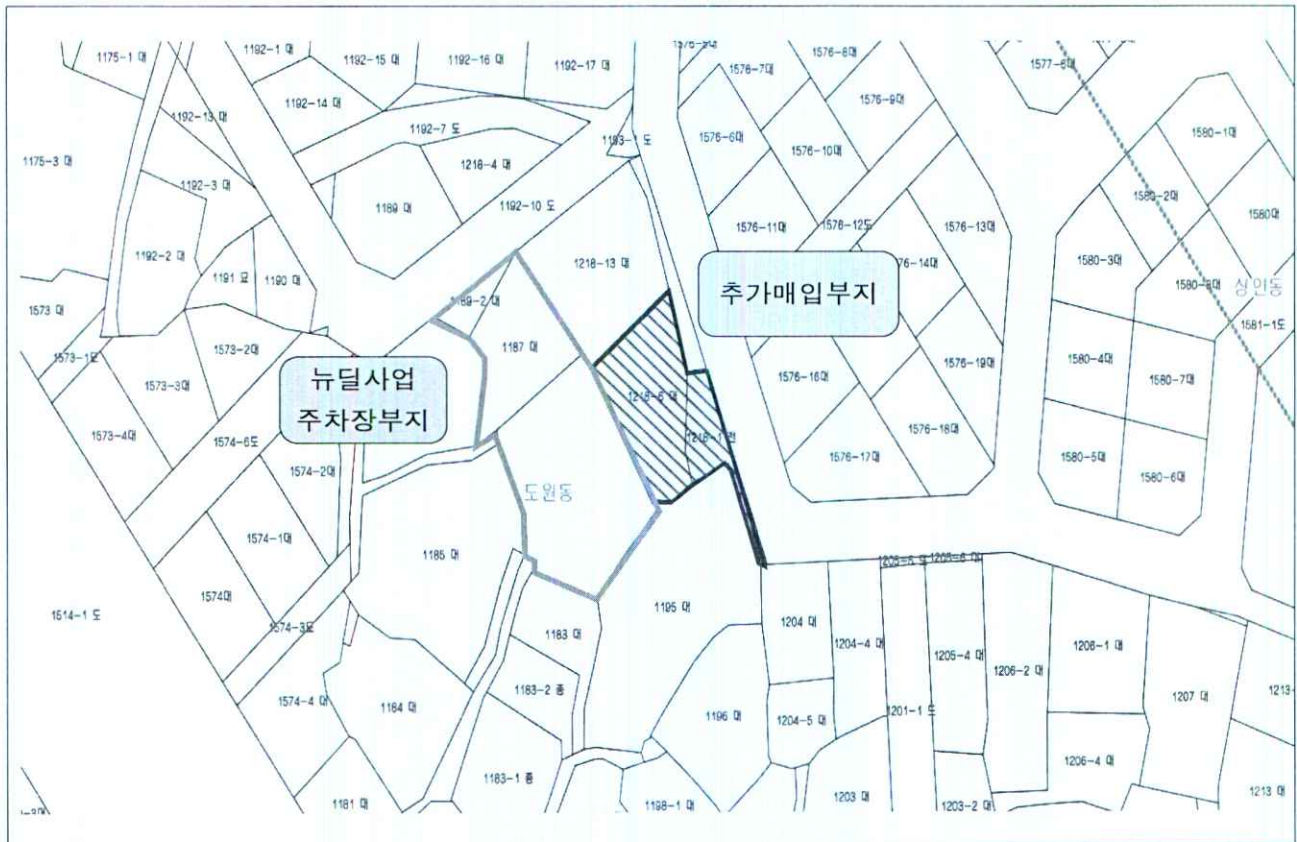 1175-1 대
1192-1 대
1192-15 대
1192-16 대
1192-17 대
1576-7대
1576-8대
1577-6대
1192-14 대
1576-9대
1192-13 대
1192-7 도
1193-1 도
1576-6대
1580-1대
1175-3 대
1218-4 대
1576-10대
1192-3 대
1580-2대
1189 대
1192-10 도
1576-11대
1576-12도
1576-13대
1580대
1192-2 대
1218-13 대
1580-3대
1191 묘
1190 대
추가매입부지
상인동
1573 대
1189-2 대
1581-1도
1573-1도
1573-2대
1187 대
1580-4대
1576-19대
1573-3대
뉴딜사업
주차장부지
1576-16대
1580-7대
1573-4대
1574-6도
1576-18대
1574-2대
1576-17대
1580-5대
1580-6대
도원동
1574-1대
1185 대
1574대
1195 대
1514-1 도
1574-3도
1183 대
1204 대
1204-4 대
1205-4 대
1206-2 대
1206-1 대
1207 대
1574-4 대
1184 대
1183-2 종
1196 대
1204-5 대
1201-1 도
1183-1 종
1206-4 대
1181 대
1198-1 대
1203 대
1203-2 대
1213 대